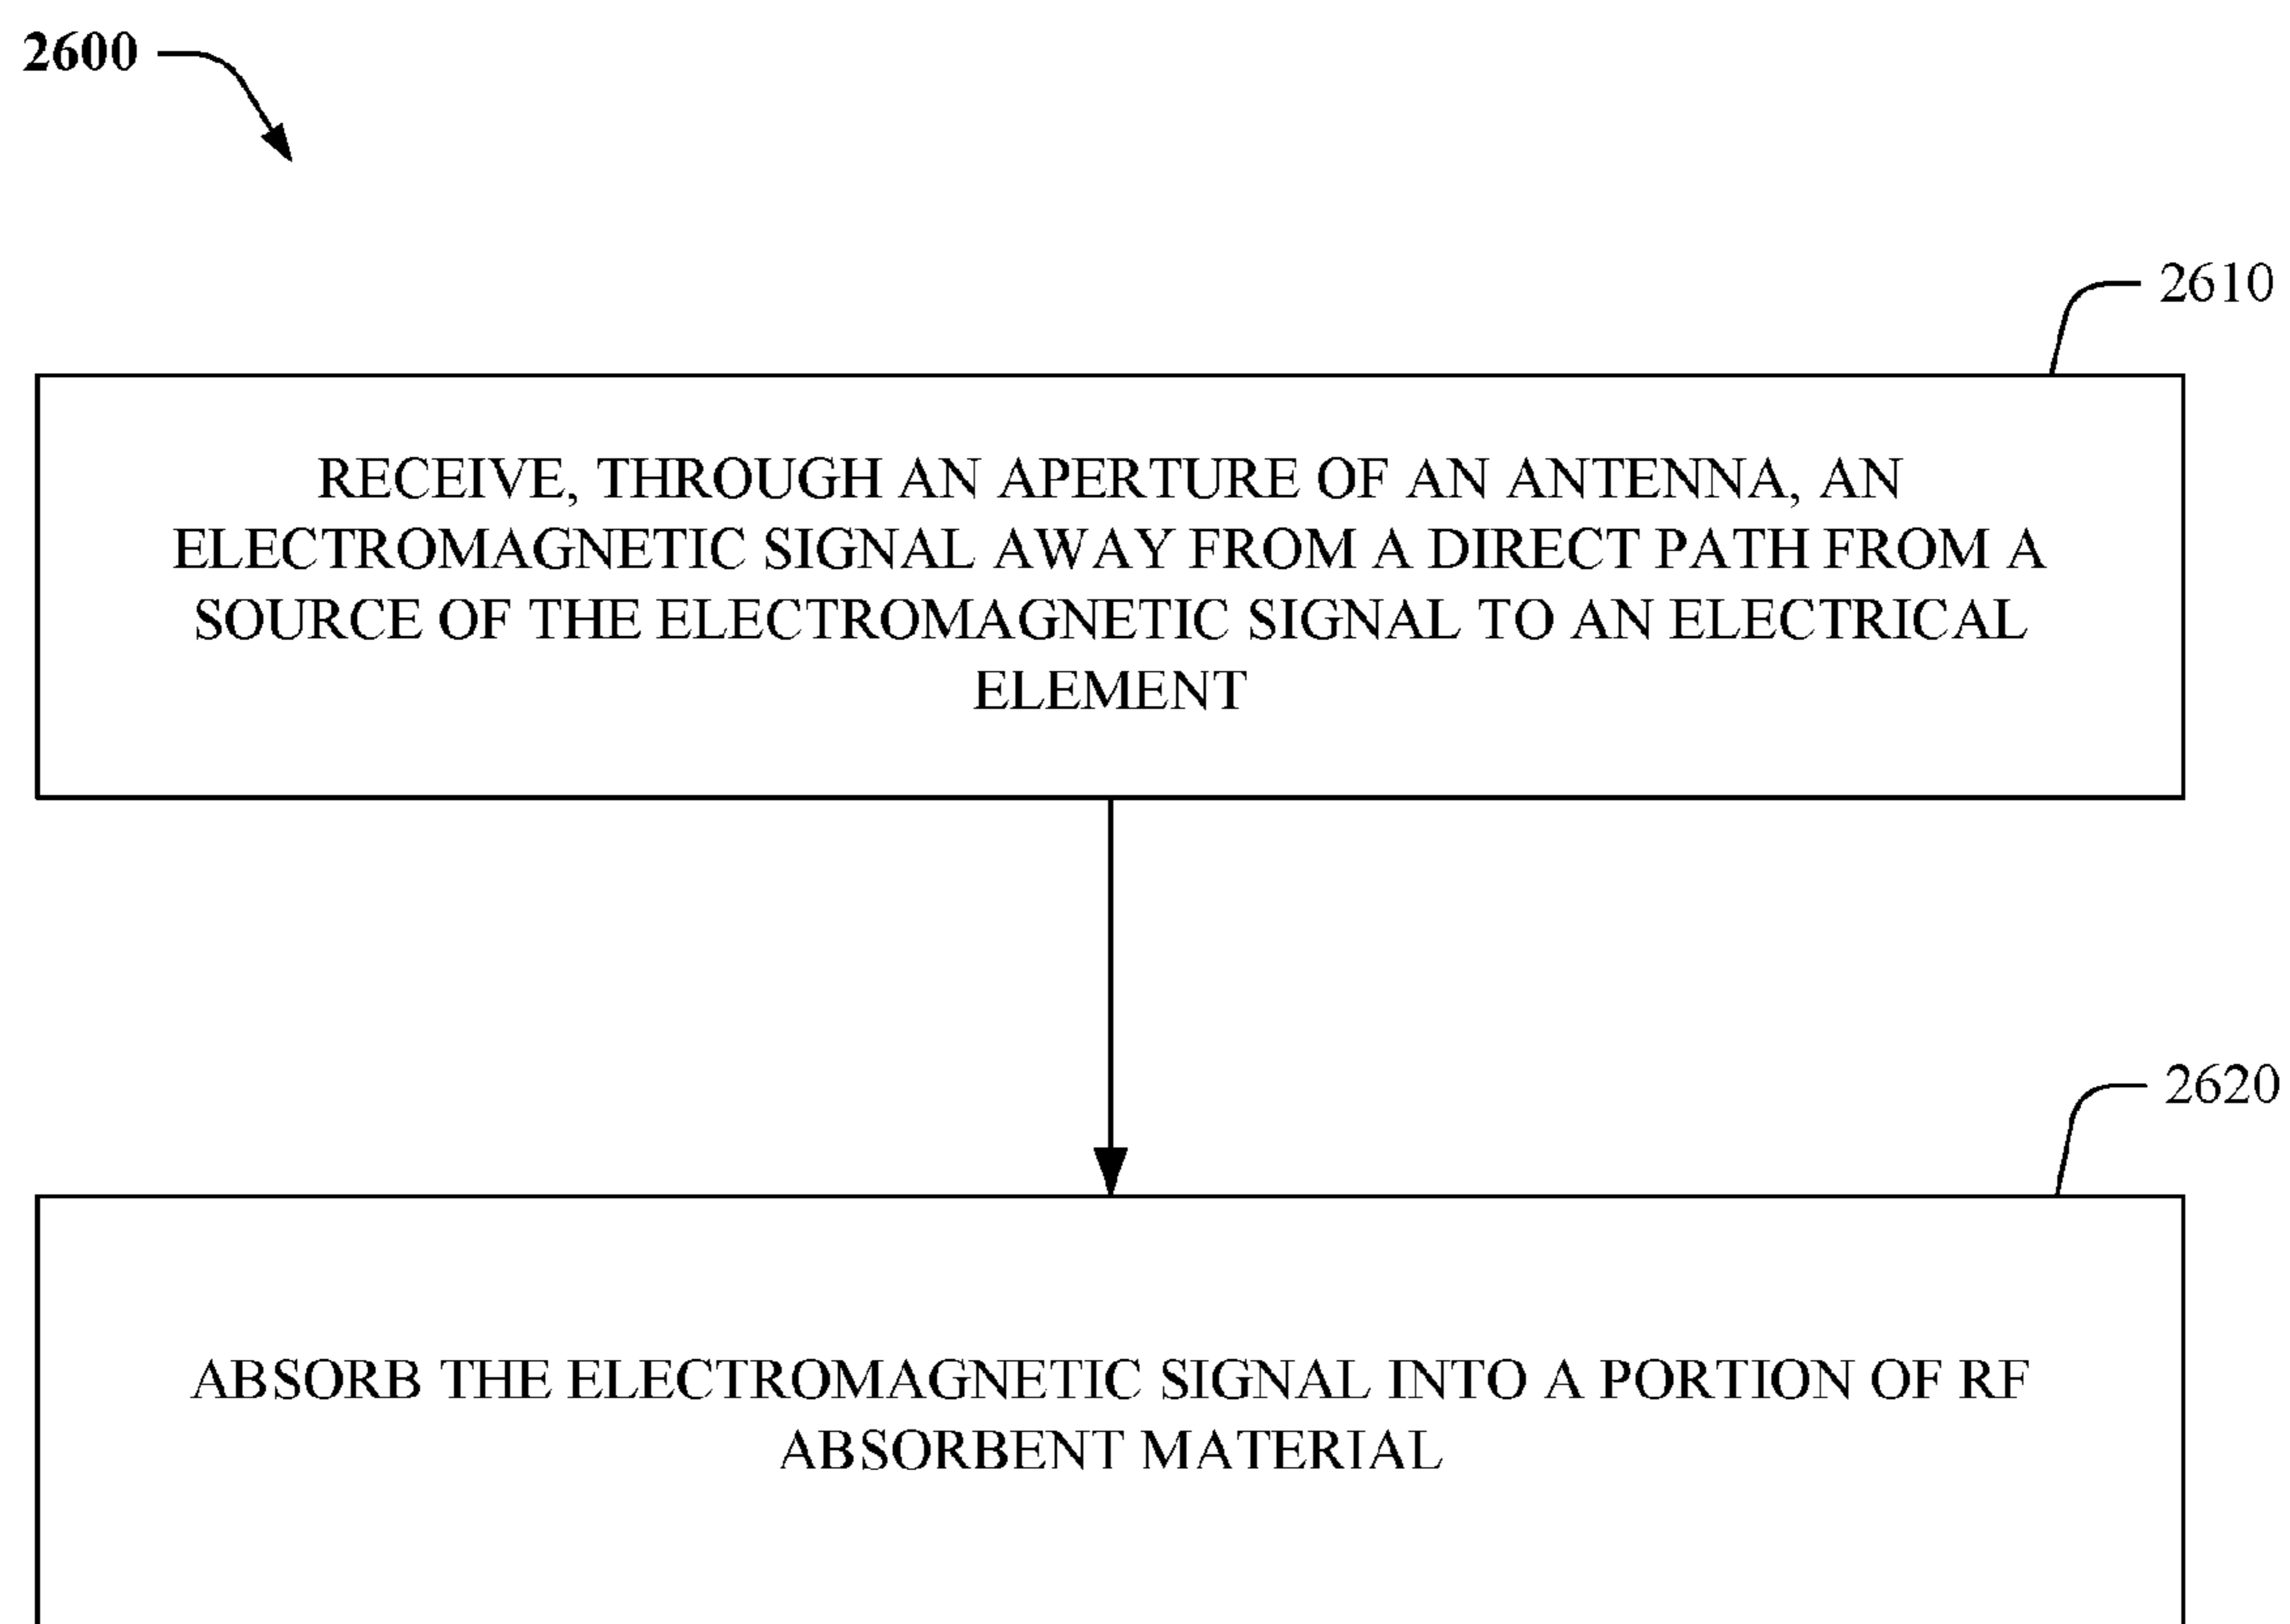 2600
2610
RECEIVE, THROUGH AN APERTURE OF AN ANTENNA, AN
ELECTROMAGNETIC SIGNAL AWAY FROM A DIRECT PATH FROM A
SOURCE OF THE ELECTROMAGNETIC SIGNAL TO AN ELECTRICAL
ELEMENT
2620
ABSORB THE ELECTROMAGNETIC SIGNAL INTO A PORTION OF RF
ABSORBENT MATERIAL